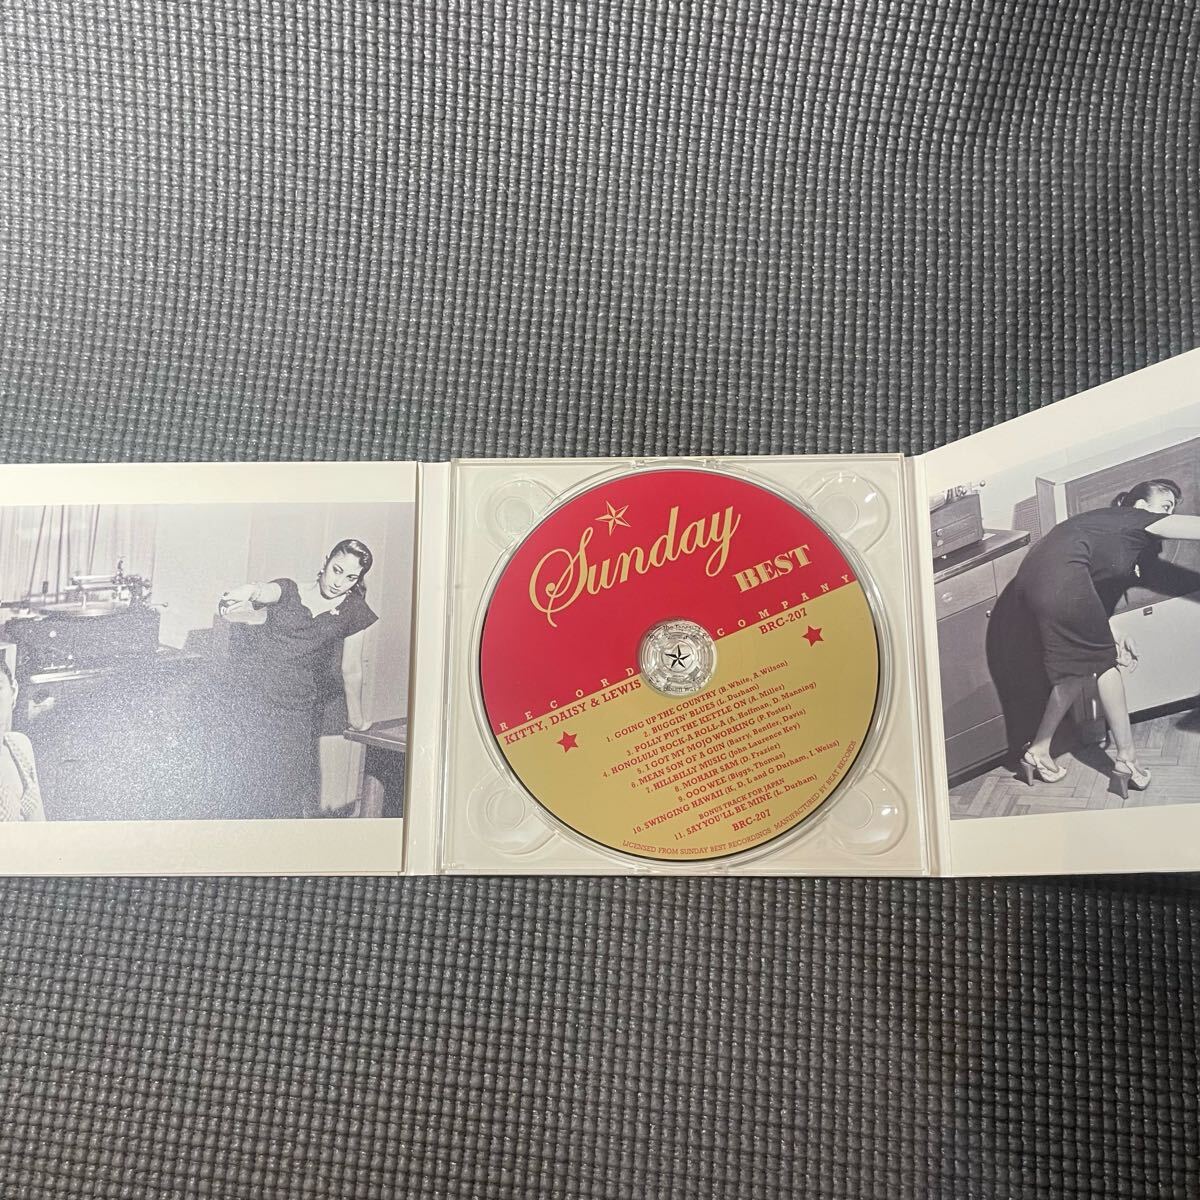 Sunday
BEST
RECORD COMPANY
BRC-207
KITTY, DAISY & LEWIS
1. GOING UP THE COUNTRY (B. White, A. Wilson)
2. BUGGIN' BLUES (L. Durham)
3. POLLY PUT THE KETTLE ON (A. Miller)
4. HONOLULU ROCK-A ROLL-A (A. Hoffman, D. Manning)
5. I GOT MY MOJO WORKING (P. Foster)
6. MEAN SON OF A GUN (Barry, Bentler, Davis)
7. HILLBILLY MUSIC (John Laurence Key)
8. MOHAIR SAM (D. Frazier)
9. OOO WEE (Biggs, Thomas)
10. SWINGING HAWAII (K, D, L and G Durham, I. Weiss)
BONUS TRACK FOR JAPAN
11. SAY YOU'LL BE MINE (L. Durham)
BRC-207
LICENSED FROM SUNDAY BEST RECORDINGS MANUFACTURED BY BEAT RECORDS